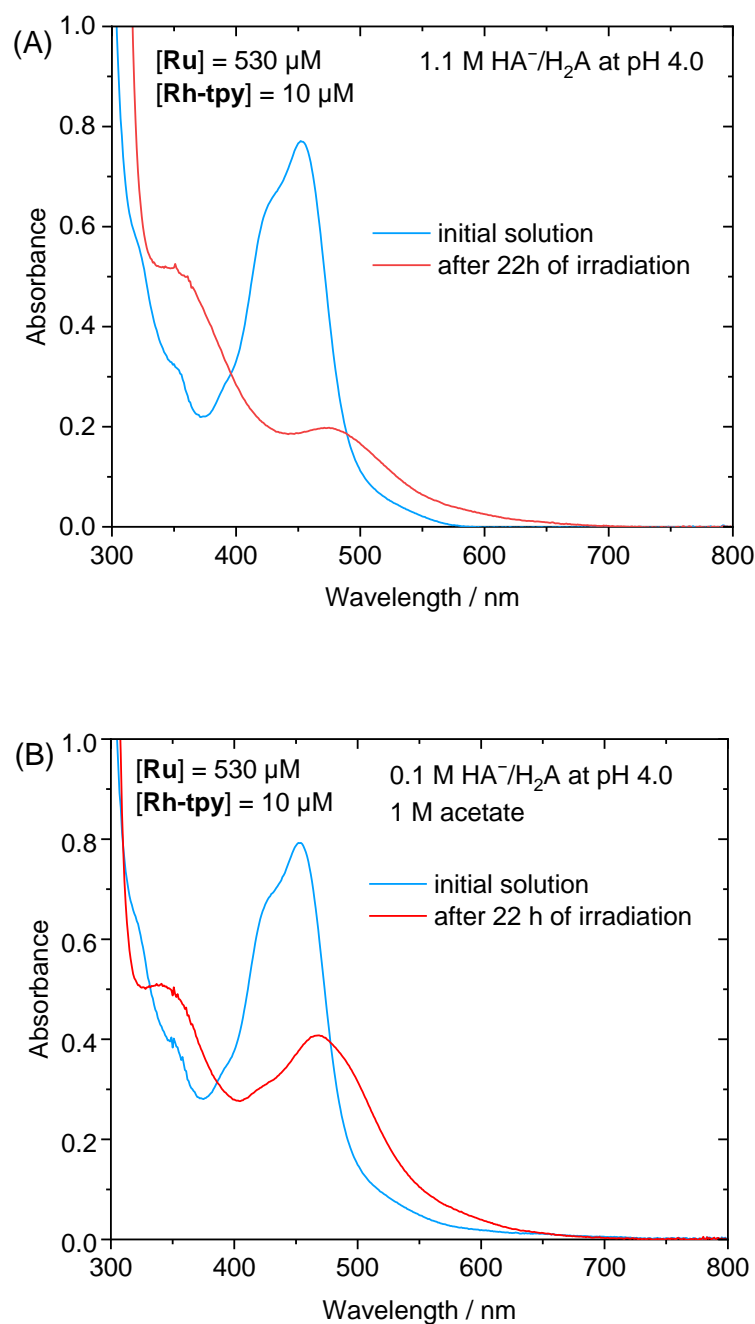 (A)
[Ru] = 530 µM
1.1 M HA⁻/H₂A at pH 4.0
[Rh-tpy] = 10 µM
initial solution
after 22h of irradiation
Absorbance
1.0
0.8
0.6
0.4
0.2
0.0
300 400 500 600 700 800
Wavelength / nm
(B)
[Ru] = 530 µM
0.1 M HA⁻/H₂A at pH 4.0
[Rh-tpy] = 10 µM
1 M acetate
initial solution
after 22 h of irradiation
Absorbance
1.0
0.8
0.6
0.4
0.2
0.0
300 400 500 600 700 800
Wavelength / nm